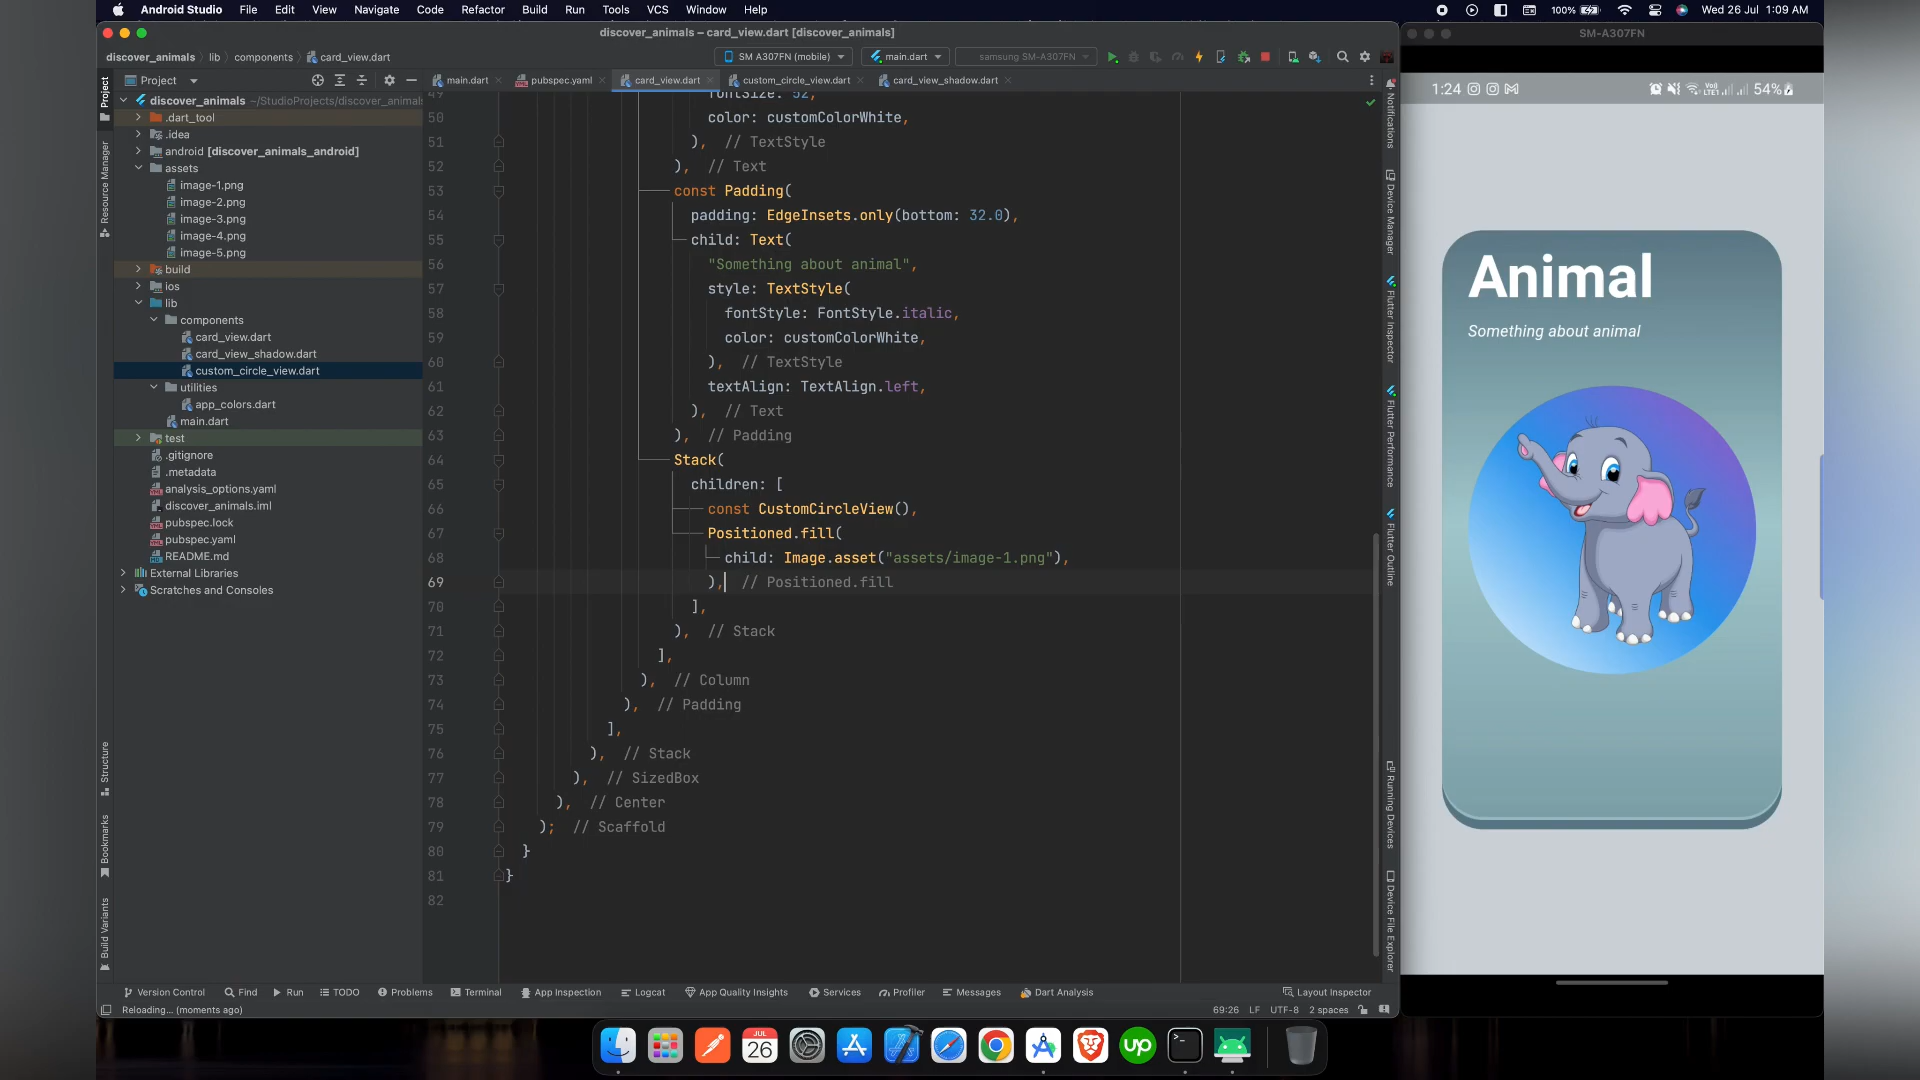 Android Studio File Edit View Navigate Code Refactor Build Run Tools VCS Window Help 100% Wed 26 Jul 1:09 AM
discover_animals – card_view.dart [discover_animals]
SM-A307FN
discover_animals lib components card_view.dart SM A307FN (mobile) main.dart samsung SM-A307FN
Project
main.dart pubspec.yaml card_view.dart custom_circle_view.dart card_view_shadow.dart
discover_animals ~/StudioProjects/discover_animals
.dart_tool
.idea
android [discover_animals_android]
assets
image-1.png
image-2.png
image-3.png
image-4.png
image-5.png
build
ios
lib
components
card_view.dart
card_view_shadow.dart
custom_circle_view.dart
utilities
app_colors.dart
main.dart
test
.gitignore
.metadata
analysis_options.yaml
discover_animals.iml
pubspec.lock
pubspec.yaml
README.md
External Libraries
Scratches and Consoles
Project
Resource Manager
Structure
Bookmarks
Build Variants
49 fontSize: 52,
50 color: customColorWhite,
51 ), // TextStyle
52 ), // Text
53 const Padding(
54 padding: EdgeInsets.only(bottom: 32.0),
55 child: Text(
56 "Something about animal",
57 style: TextStyle(
58 fontStyle: FontStyle.italic,
59 color: customColorWhite,
60 ), // TextStyle
61 textAlign: TextAlign.left,
62 ), // Text
63 ), // Padding
64 Stack(
65 children: [
66 const CustomCircleView(),
67 Positioned.fill(
68 child: Image.asset("assets/image-1.png"),
69 ), // Positioned.fill
70 ],
71 ), // Stack
72 ],
73 ), // Column
74 ), // Padding
75 ],
76 ), // Stack
77 ), // SizedBox
78 ), // Center
79 ); // Scaffold
80 }
81 }
82
Notifications
Device Manager
Flutter Inspector
Flutter Performance
Flutter Outline
Running Devices
Device File Explorer
1:24 54%
Animal
Something about animal
Version Control Find Run TODO Problems Terminal App Inspection Logcat App Quality Insights Services Profiler Messages Dart Analysis Layout Inspector
Reloading... (moments ago) 69:26 LF UTF-8 2 spaces
JUL
26
up